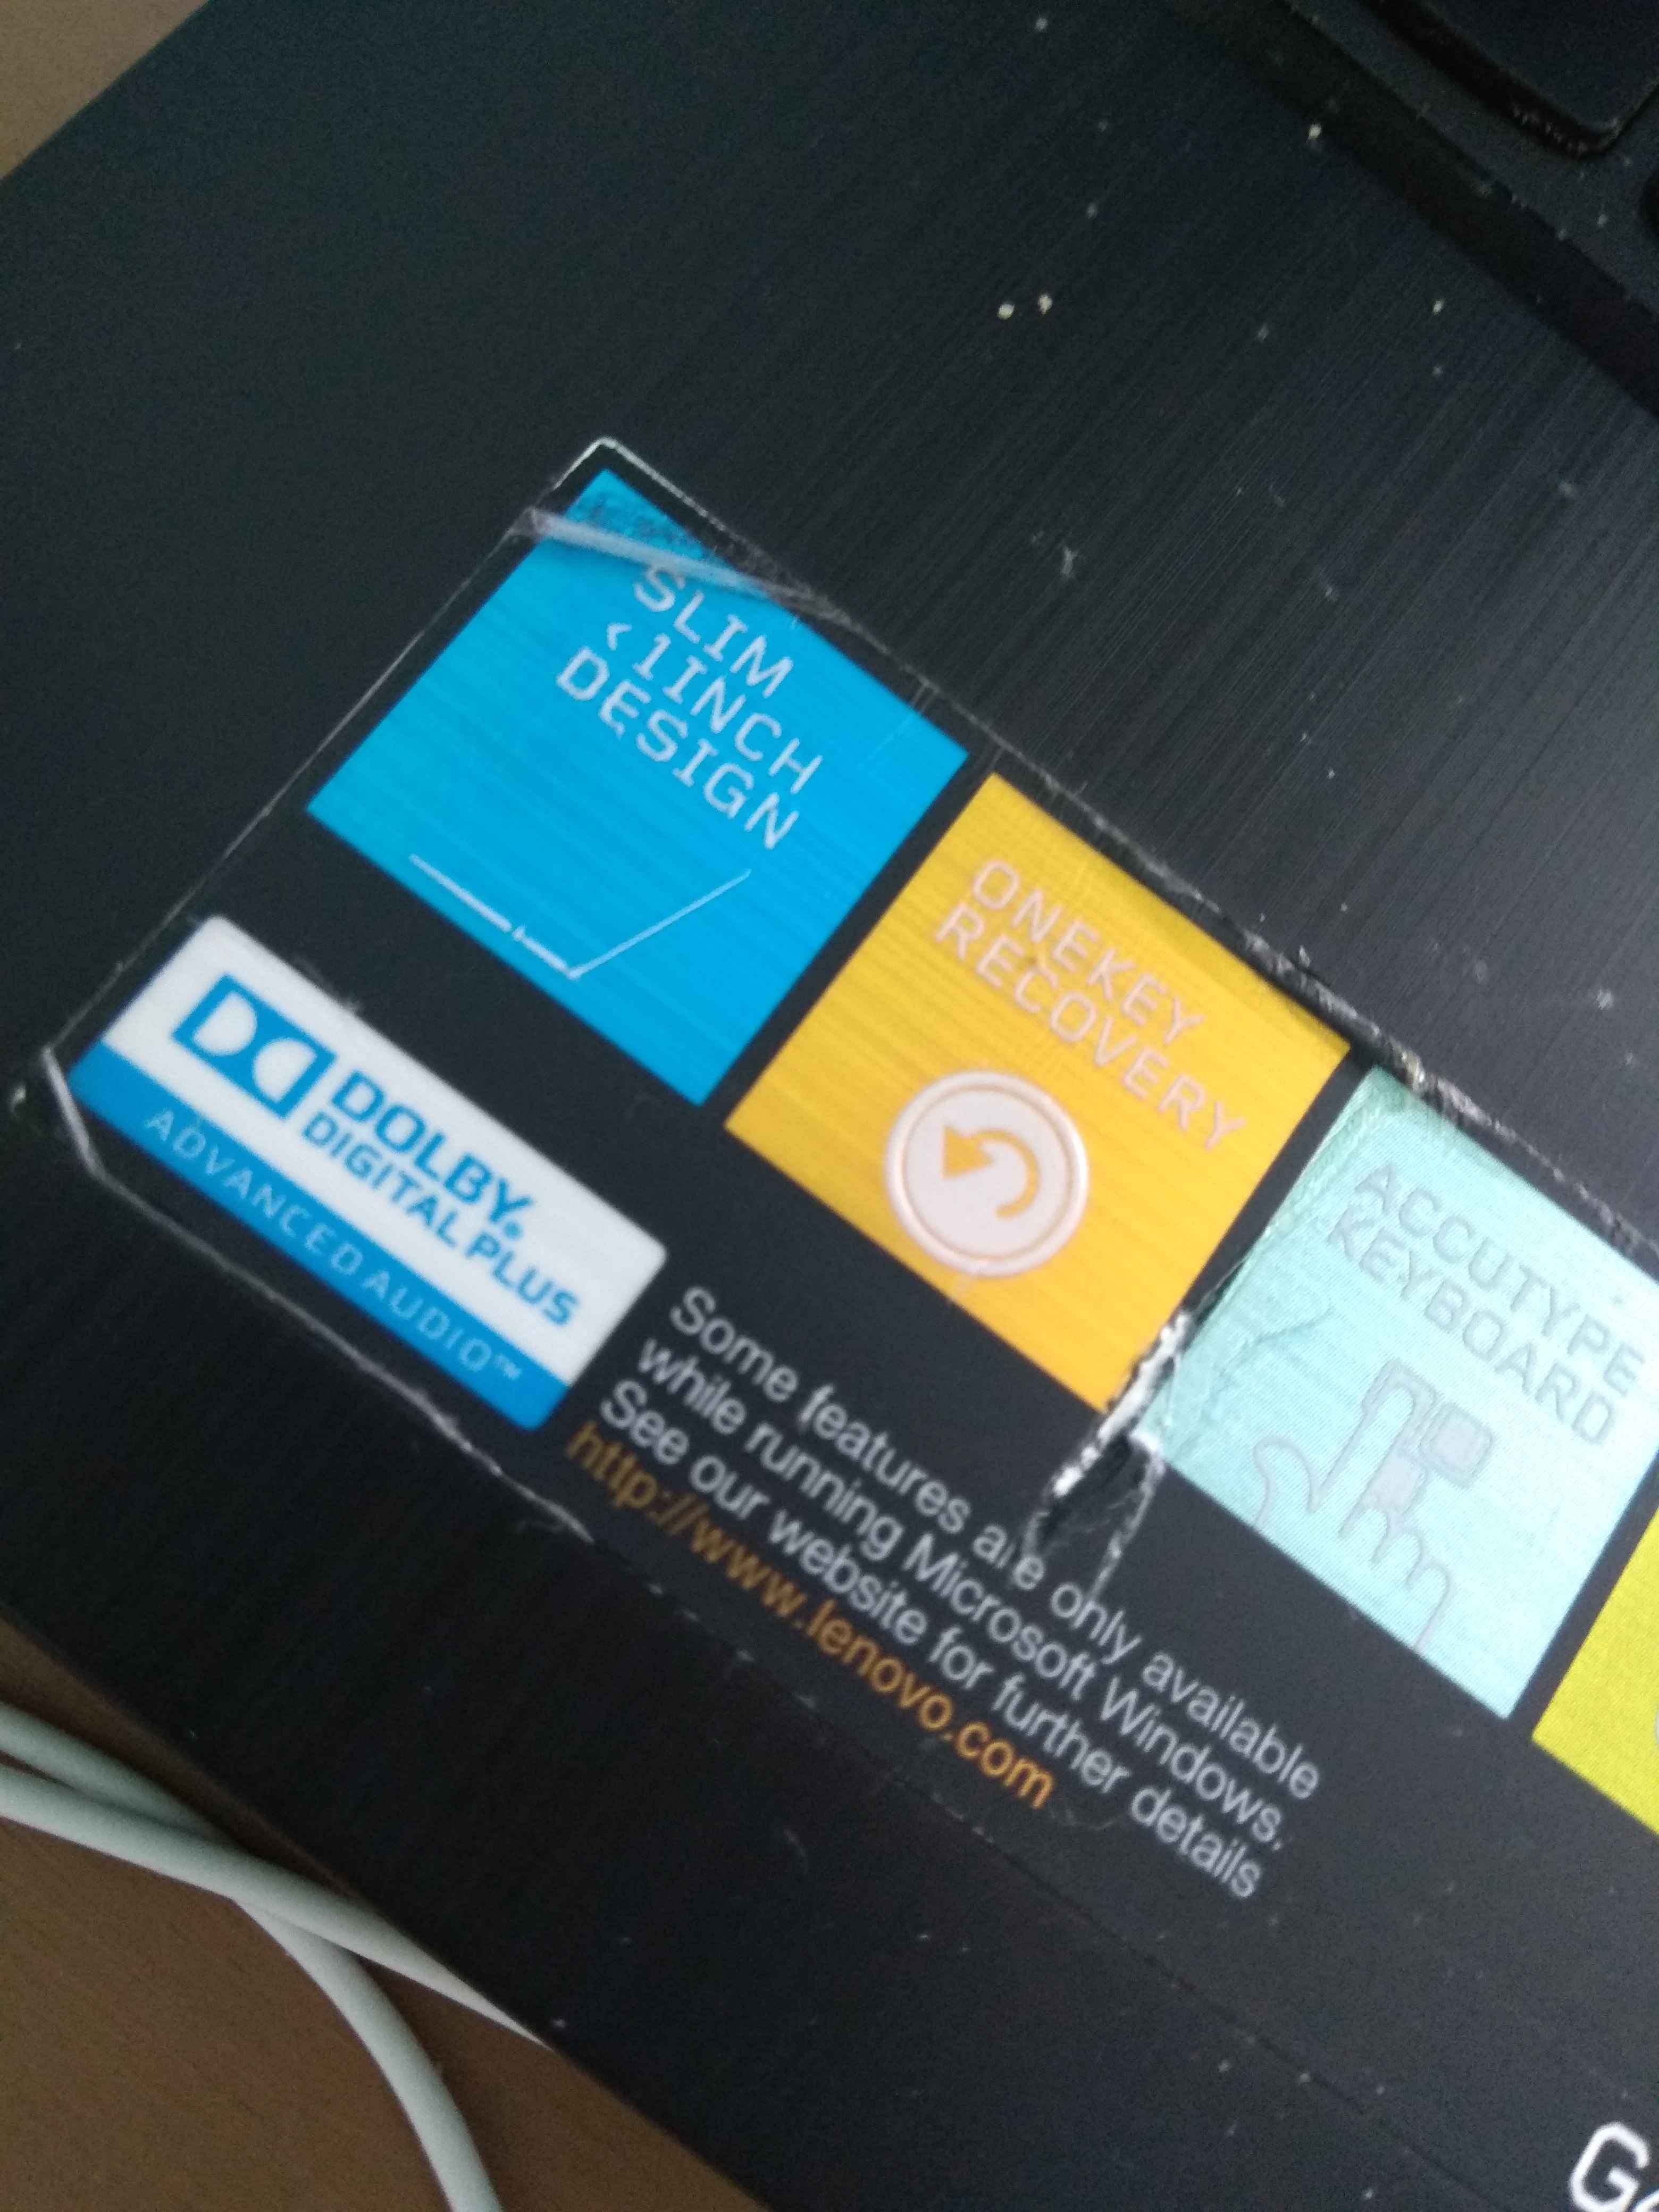 SLIM
< 1INCH
DESIGN
ONEKEY
RECOVERY
ACCUTYPE
KEYBOARD
DOLBY
DIGITAL PLUS
ADVANCED AUDIO™
Some features are only available
while running Microsoft Windows.
See our website for further details
http://www.lenovo.com